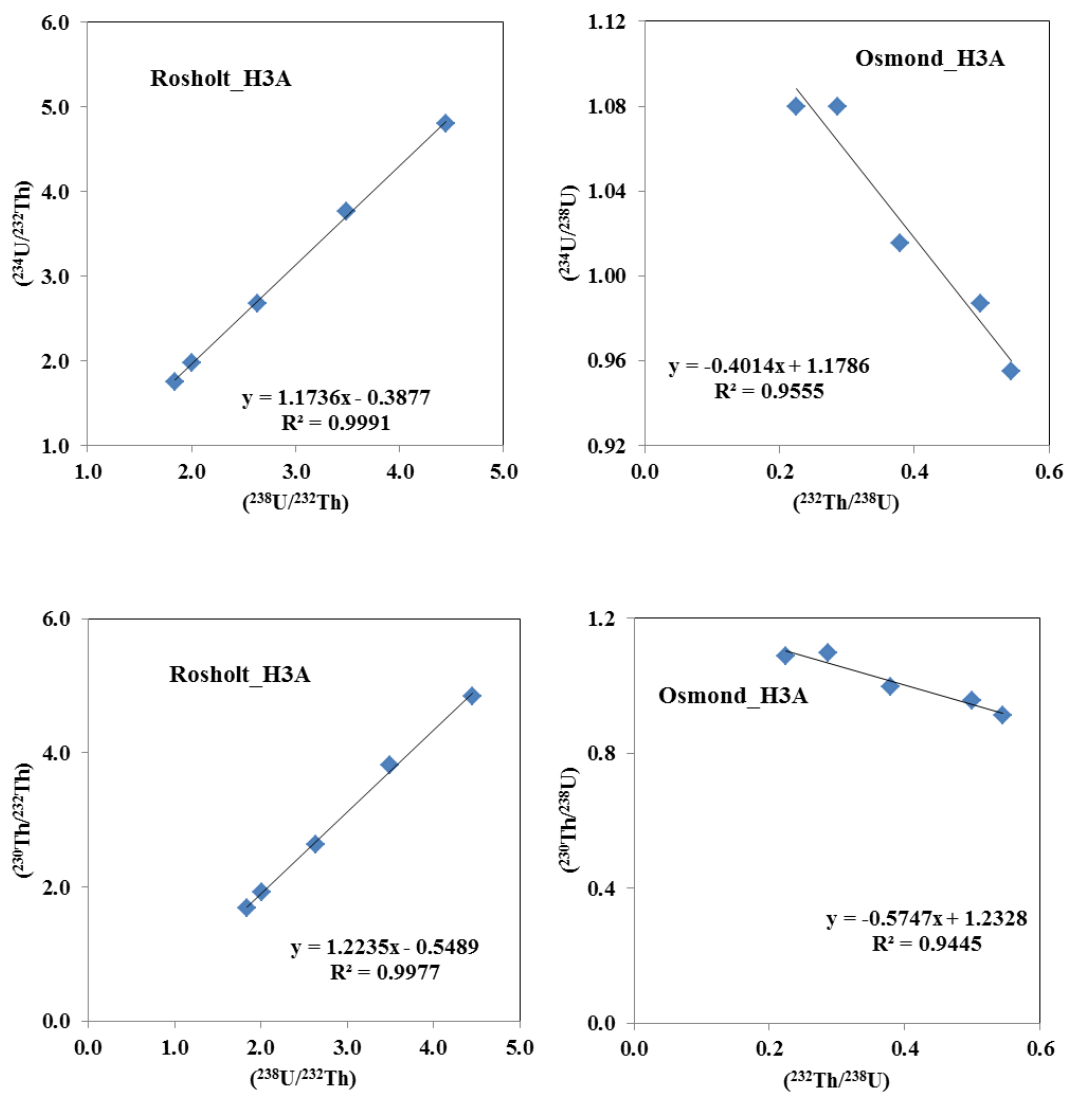 6.0
5.0
4.0
3.0
2.0
1.0
Rosholt_H3A
y = 1.1736x - 0.3877
R² = 0.9991
1.0 2.0 3.0 4.0 5.0
(²³⁸U/²³²Th)
(²³⁴U/²³²Th)
1.12
1.08
1.04
1.00
0.96
0.92
Osmond_H3A
y = -0.4014x + 1.1786
R² = 0.9555
0.0 0.2 0.4 0.6
(²³²Th/²³⁸U)
(²³⁴U/²³⁸U)
6.0
4.0
2.0
0.0
Rosholt_H3A
y = 1.2235x - 0.5489
R² = 0.9977
0.0 1.0 2.0 3.0 4.0 5.0
(²³⁸U/²³²Th)
(²³⁰Th/²³²Th)
1.2
0.8
0.4
0.0
Osmond_H3A
y = -0.5747x + 1.2328
R² = 0.9445
0.0 0.2 0.4 0.6
(²³²Th/²³⁸U)
(²³⁰Th/²³⁸U)